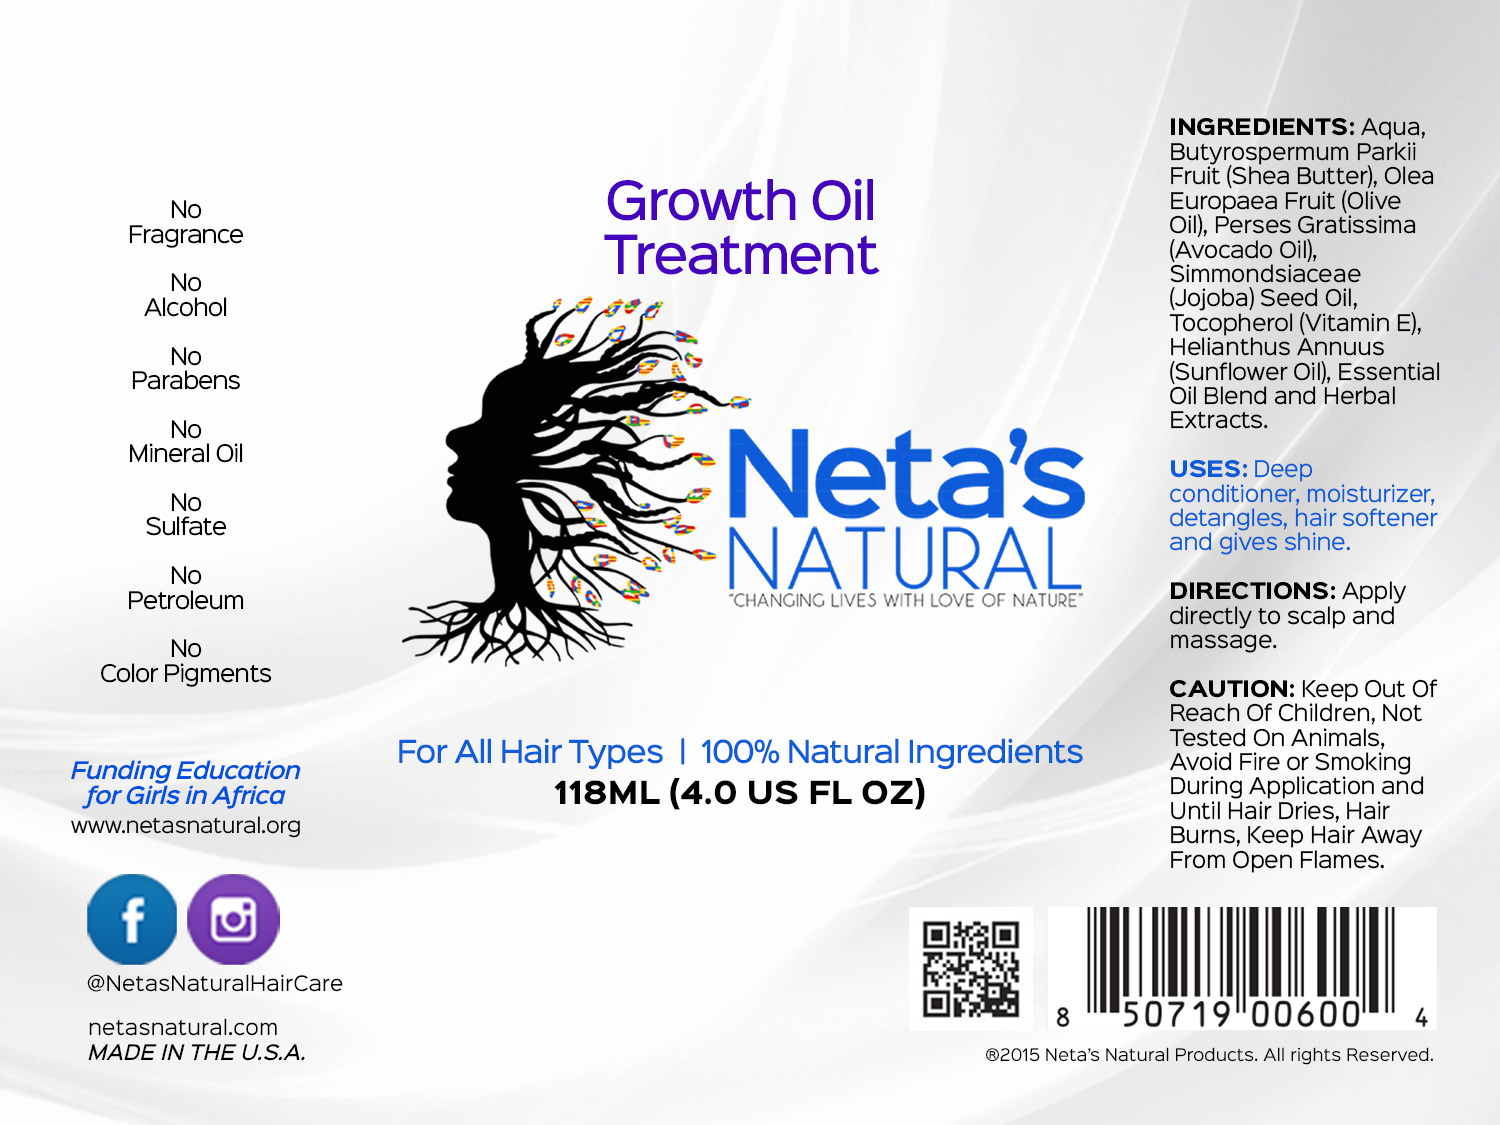 No
Fragrance
No
Alcohol
No
Parabens
No
Mineral Oil
No
Sulfate
No
Petroleum
No
Color Pigments
Funding Education
for Girls in Africa
www.netasnatural.org
@NetasNaturalHairCare
netasnatural.com
MADE IN THE U.S.A.
Growth Oil
Treatment
Neta's
NATURAL
"CHANGING LIVES WITH LOVE OF NATURE"
For All Hair Types | 100% Natural Ingredients
118ML (4.0 US FL OZ)
INGREDIENTS: Aqua,
Butyrospermum Parkii
Fruit (Shea Butter), Olea
Europaea Fruit (Olive
Oil), Perses Gratissima
(Avocado Oil),
Simmondsiaceae
(Jojoba) Seed Oil,
Tocopherol (Vitamin E),
Helianthus Annuus
(Sunflower Oil), Essential
Oil Blend and Herbal
Extracts.
USES: Deep
conditioner, moisturizer,
detangles, hair softener
and gives shine.
DIRECTIONS: Apply
directly to scalp and
massage.
CAUTION: Keep Out Of
Reach Of Children, Not
Tested On Animals,
Avoid Fire or Smoking
During Application and
Until Hair Dries, Hair
Burns, Keep Hair Away
From Open Flames.
8 50719 00600 4
®2015 Neta's Natural Products. All rights Reserved.